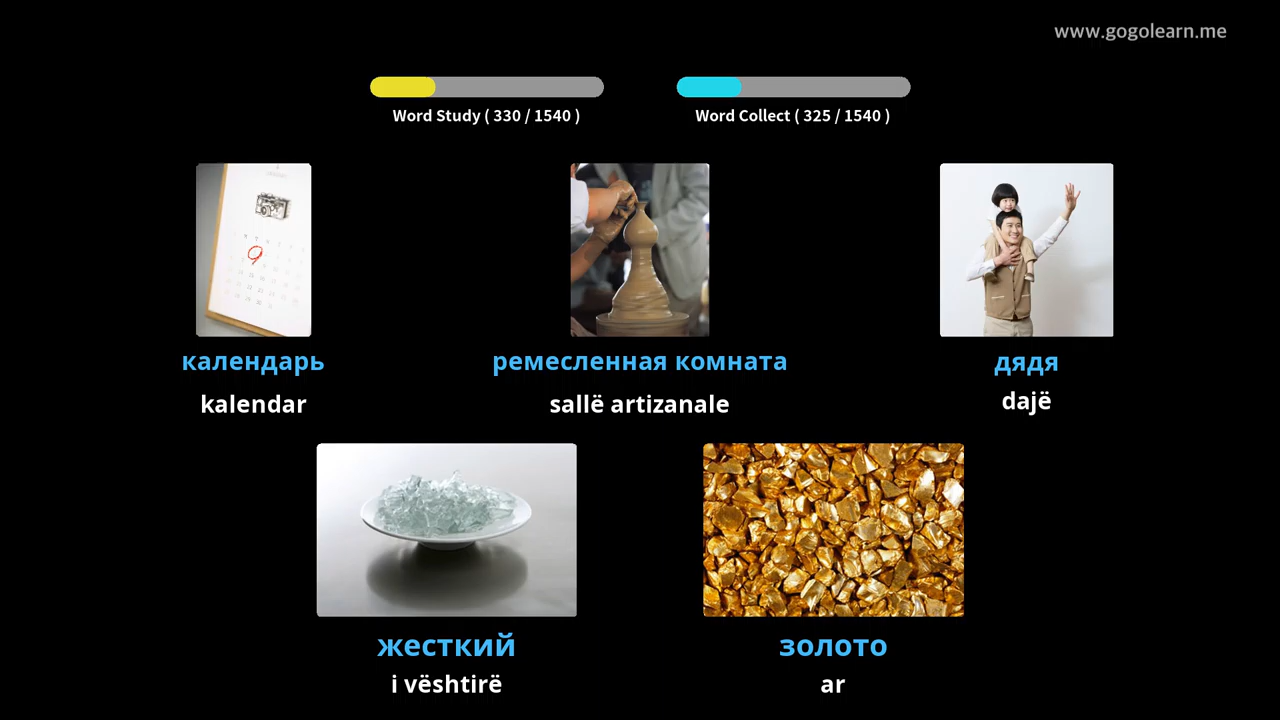 www.gogolearn.me
Word Study ( 330 / 1540 )
Word Collect ( 325 / 1540 )
календарь
ремесленная комната
дядя
kalendar
sallë artizanale
dajë
жесткий
золото
i vështirë
ar